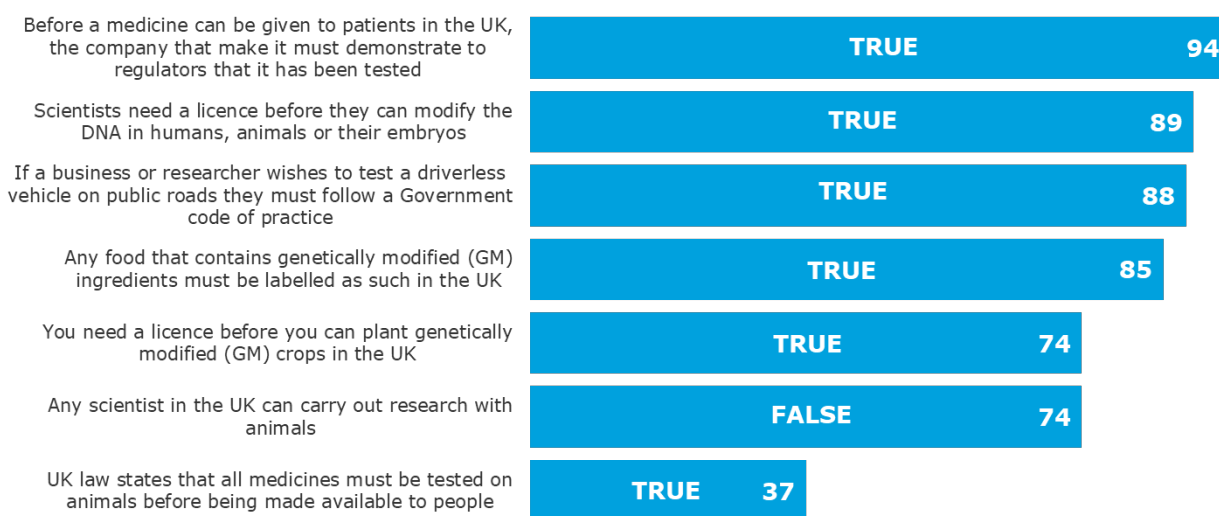 Before a medicine can be given to patients in the UK,
the company that make it must demonstrate to
regulators that it has been tested
TRUE 94
Scientists need a licence before they can modify the
DNA in humans, animals or their embryos
TRUE 89
If a business or researcher wishes to test a driverless
vehicle on public roads they must follow a Government
code of practice
TRUE 88
Any food that contains genetically modified (GM)
ingredients must be labelled as such in the UK
TRUE 85
You need a licence before you can plant genetically
modified (GM) crops in the UK
TRUE 74
Any scientist in the UK can carry out research with
animals
FALSE 74
UK law states that all medicines must be tested on
animals before being made available to people
TRUE 37